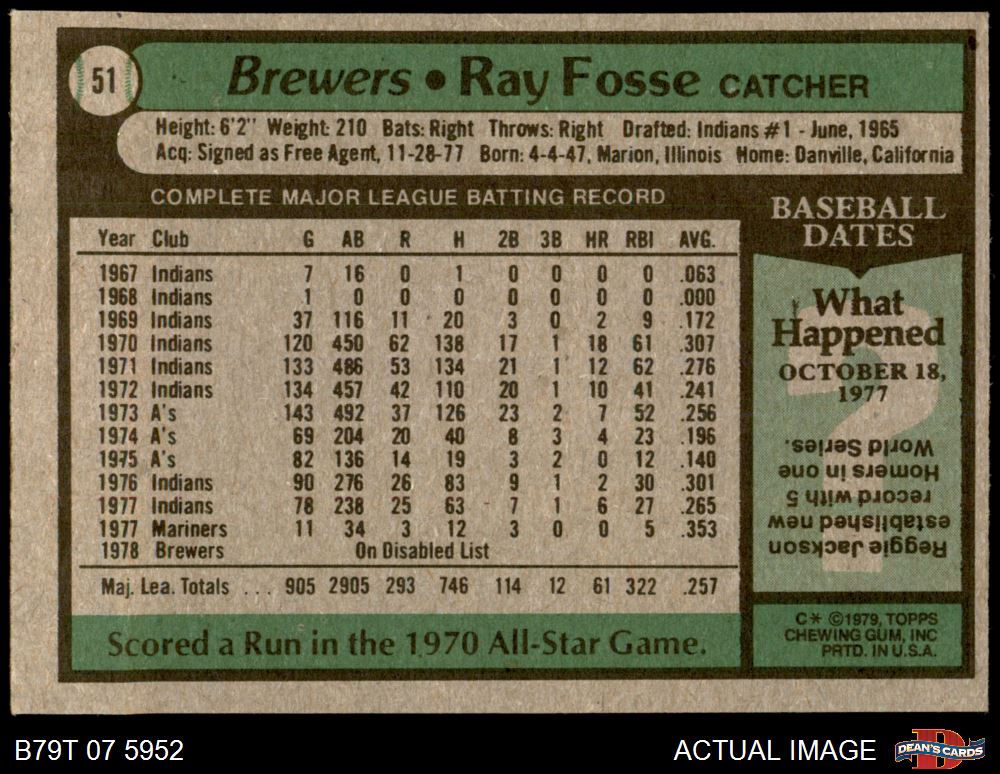 51
Brewers • Ray Fosse CATCHER
Height: 6'2" Weight: 210 Bats: Right Throws: Right Drafted: Indians #1 - June, 1965
Acq: Signed as Free Agent, 11-28-77 Born: 4-4-47, Marion, Illinois Home: Danville, California
COMPLETE MAJOR LEAGUE BATTING RECORD
Year Club G AB R H 2B 3B HR RBI AVG.
1967 Indians 7 16 0 1 0 0 0 0 .063
1968 Indians 1 0 0 0 0 0 0 0 .000
1969 Indians 37 116 11 20 3 0 2 9 .172
1970 Indians 120 450 62 138 17 1 18 61 .307
1971 Indians 133 486 53 134 21 1 12 62 .276
1972 Indians 134 457 42 110 20 1 10 41 .241
1973 A's 143 492 37 126 23 2 7 52 .256
1974 A's 69 204 20 40 8 3 4 23 .196
1975 A's 82 136 14 19 3 2 0 12 .140
1976 Indians 90 276 26 83 9 1 2 30 .301
1977 Indians 78 238 25 63 7 1 6 27 .265
1977 Mariners 11 34 3 12 3 0 0 5 .353
1978 Brewers On Disabled List
Maj. Lea. Totals . . . 905 2905 293 746 114 12 61 322 .257
Scored a Run in the 1970 All-Star Game.
BASEBALL
DATES
What
Happened
OCTOBER 18,
1977
?
Reggie Jackson
established new
record with 5
Homers in one
World Series.
C* ©1979, TOPPS
CHEWING GUM, INC
PRTD. IN U.S.A.
B79T 07 5952
ACTUAL IMAGE
D
DEAN'S CARDS